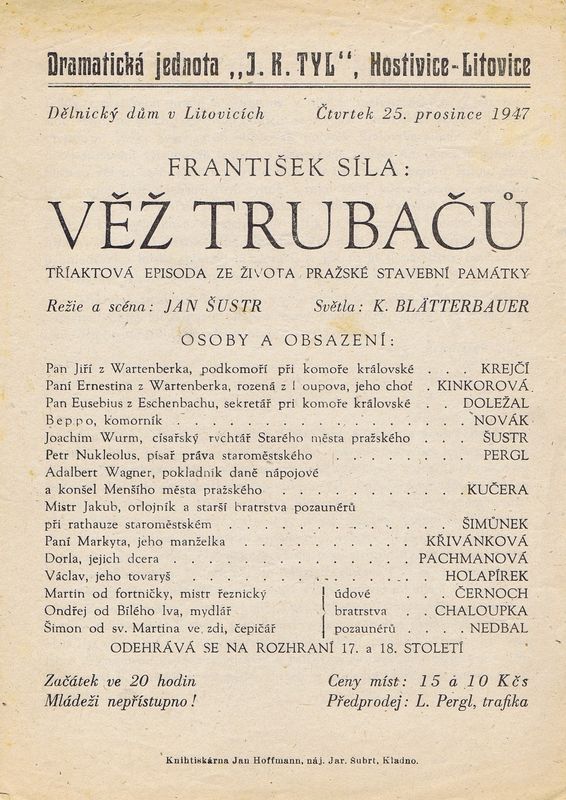 Dramatická jednota „J. K. TYL“, Hostivice-Litovice
Dělnický dům v Litovicích Čtvrtek 25. prosince 1947
FRANTIŠEK SÍLA:
VĚŽ TRUBAČŮ
TŘÍAKTOVÁ EPISODA ZE ŽIVOTA PRAŽSKÉ STAVEBNÍ PAMÁTKY
Režie a scéna: JAN ŠUSTR Světla: K. BLÄTTERBAUER
OSOBY A OBSAZENÍ:
Pan Jiří z Wartenberka, podkomoří při komoře královské . . . KREJČÍ
Paní Ernestina z Wartenberka, rozená z oupova, jeho choť . KINKOROVÁ
Pan Eusebius z Eschenbachu, sekretář pri komoře královské . . DOLEŽAL
Beppo, komorník . . . . . . . . . . . . . . NOVÁK
Joachim Wurm, císařský rychtář Starého města pražského . . . ŠUSTR
Petr Nukleolus, písař práva staroměstského . . . . . . . PERGL
Adalbert Wagner, pokladník daně nápojové
a konšel Menšího města pražského . . . . . . . . . KUČERA
Mistr Jakub, orlojník a starší bratrstva pozaunérů
při rathauze staroměstském . . . . . . . . . . . ŠIMŮNEK
Paní Markyta, jeho manželka . . . . . . . . . KŘIVÁNKOVÁ
Dorla, jejich dcera . . . . . . . . . . . PACHMANOVÁ
Václav, jeho tovaryš . . . . . . . . . . . . HOLAPÍREK
Martin od fortničky, mistr řeznický | údové . . . ČERNOCH
Ondřej od Bílého lva, mydlář | bratrstva . . CHALOUPKA
Šimon od sv. Martina ve zdi, čepičář | pozaunérů . . . . NEDBAL
ODEHRÁVÁ SE NA ROZHRANÍ 17. a 18. STOLETÍ
Začátek ve 20 hodin Ceny míst: 15 a 10 Kčs
Mládeži nepřístupno! Předprodej: L. Pergl, trafika
Knihtiskárna Jan Hoffmann, náj. Jar. Šubrt, Kladno.